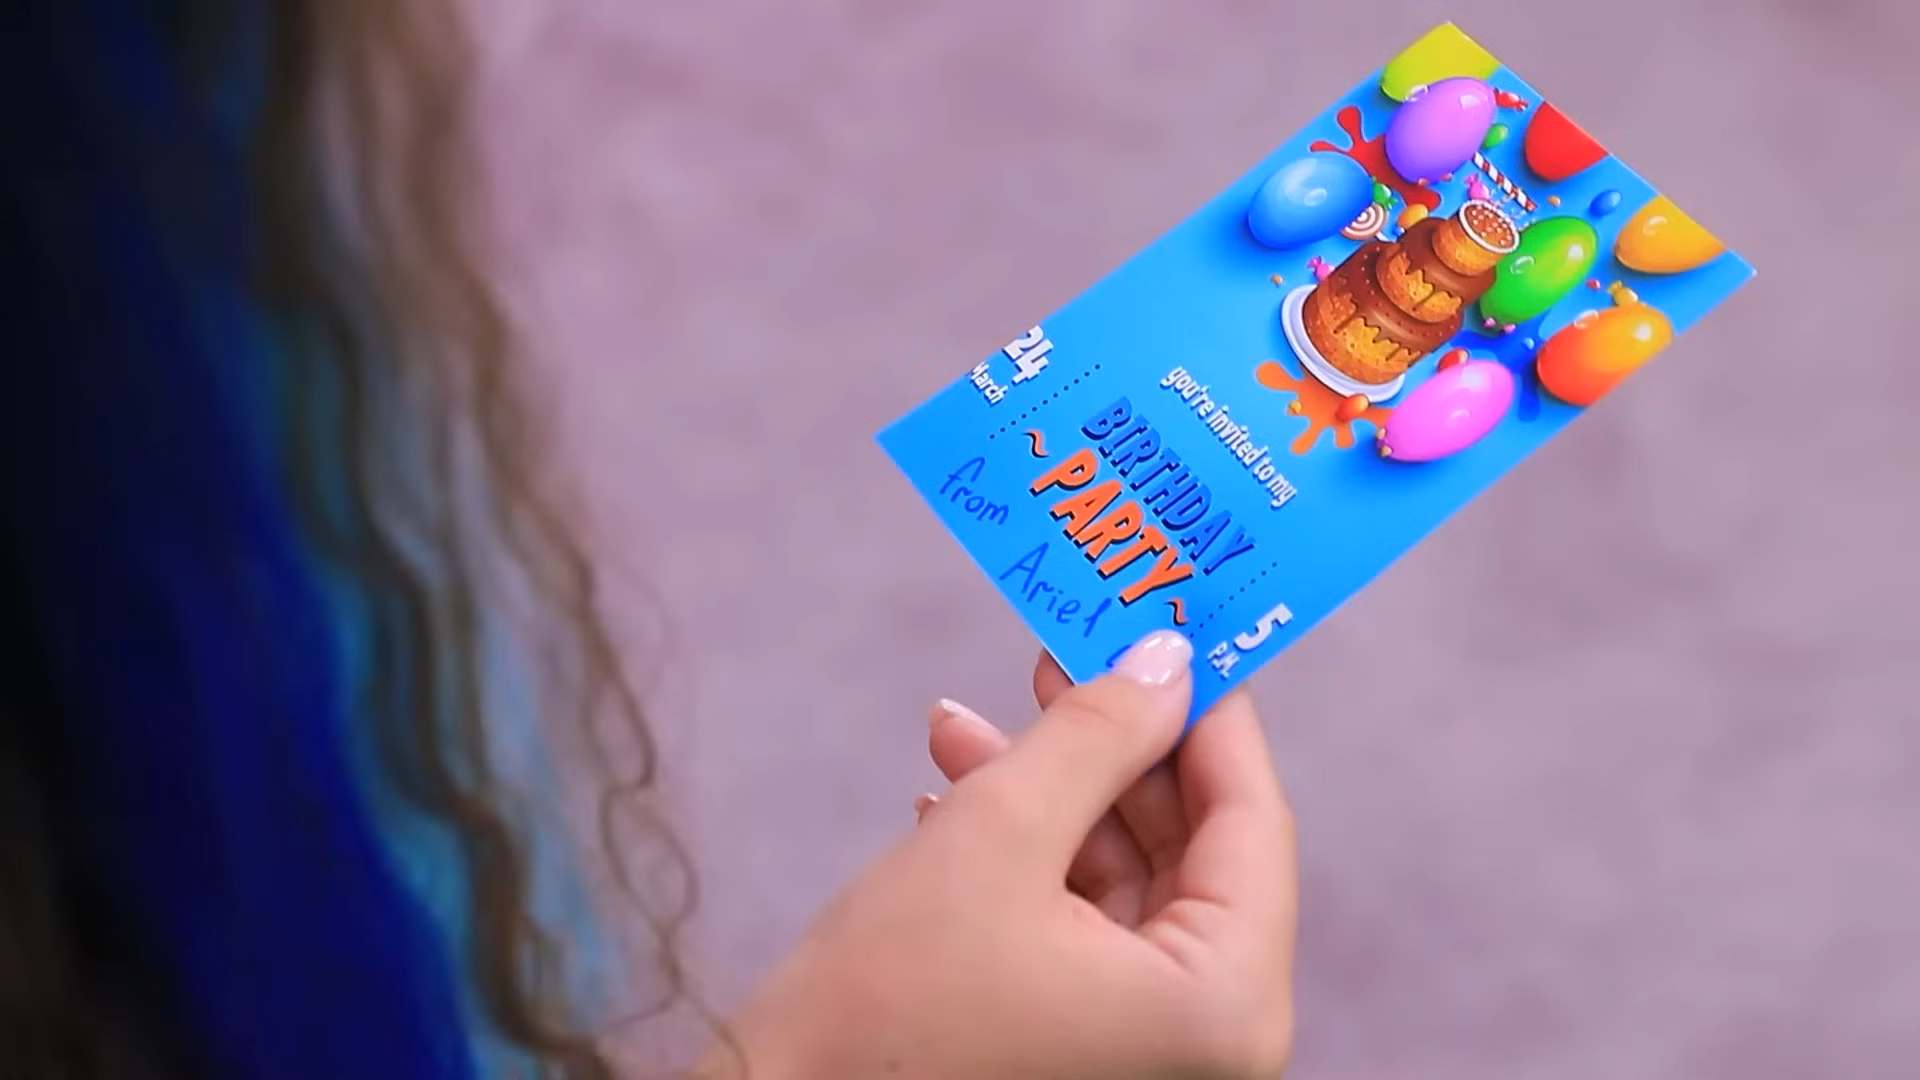 you're invited to my
BIRTHDAY
~PARTY~
24
March
5
P.M.
from
Ariel